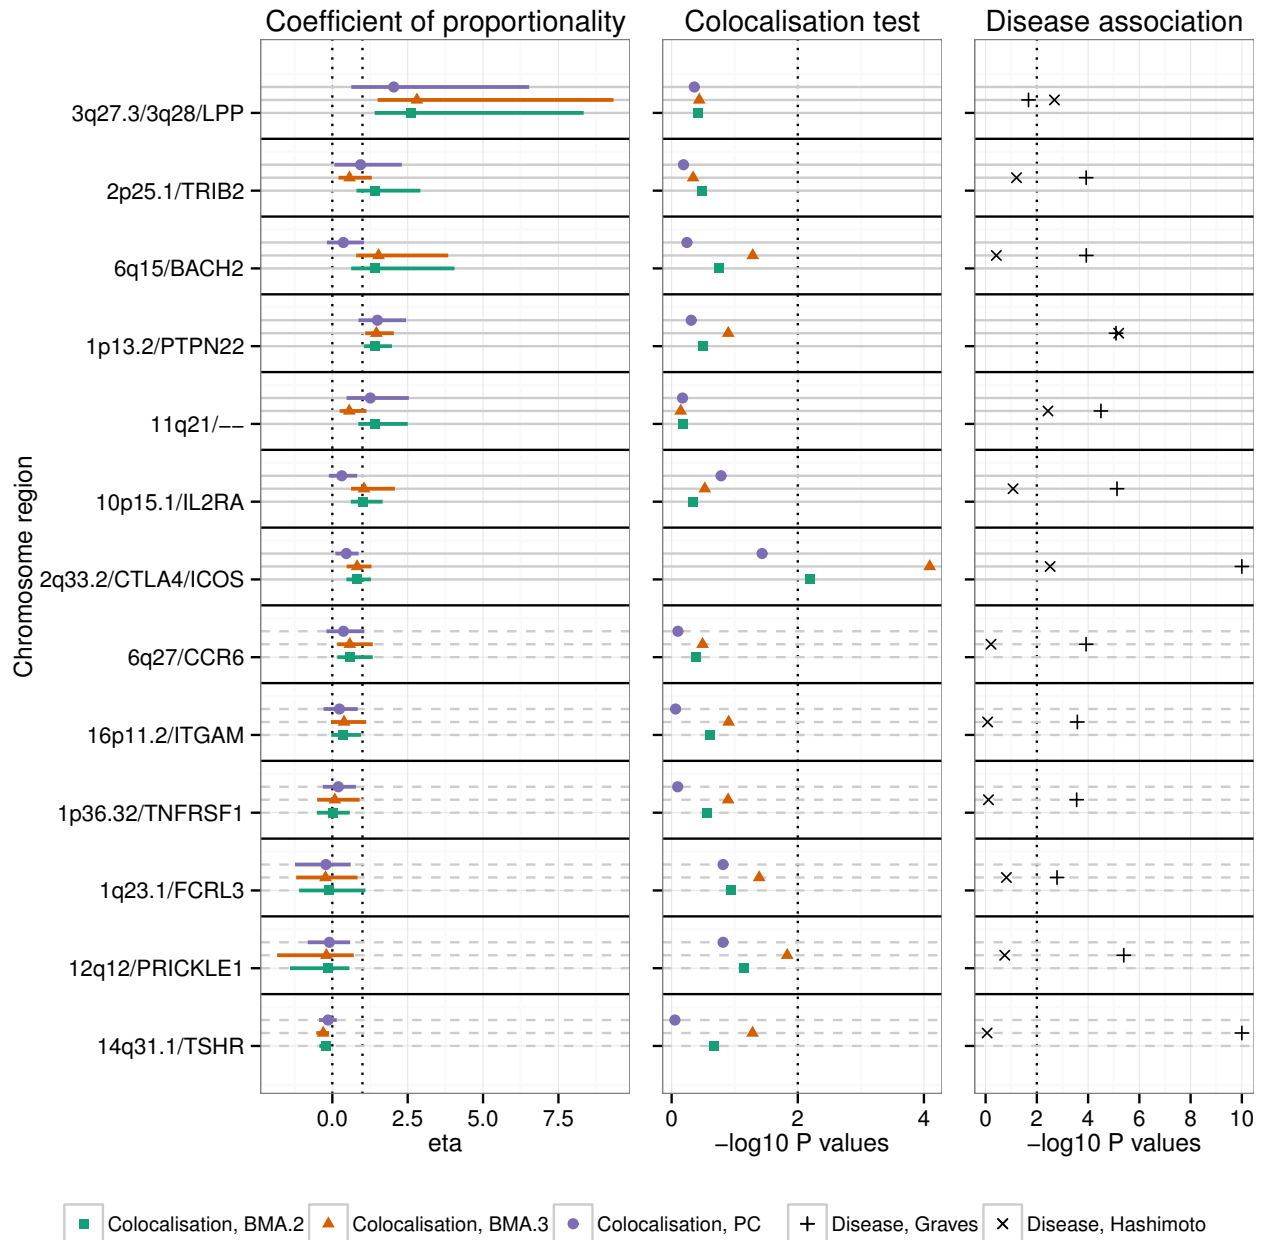 Coefficient of proportionality
Colocalisation test
Disease association
Chromosome region
3q27.3/3q28/LPP
2p25.1/TRIB2
6q15/BACH2
1p13.2/PTPN22
11q21/−−
10p15.1/IL2RA
2q33.2/CTLA4/ICOS
6q27/CCR6
16p11.2/ITGAM
1p36.32/TNFRSF1
1q23.1/FCRL3
12q12/PRICKLE1
14q31.1/TSHR
0.0 2.5 5.0 7.5
eta
0 2 4
−log10 P values
0 2 4 6 8 10
−log10 P values
Colocalisation, BMA.2
Colocalisation, BMA.3
Colocalisation, PC
Disease, Graves
Disease, Hashimoto